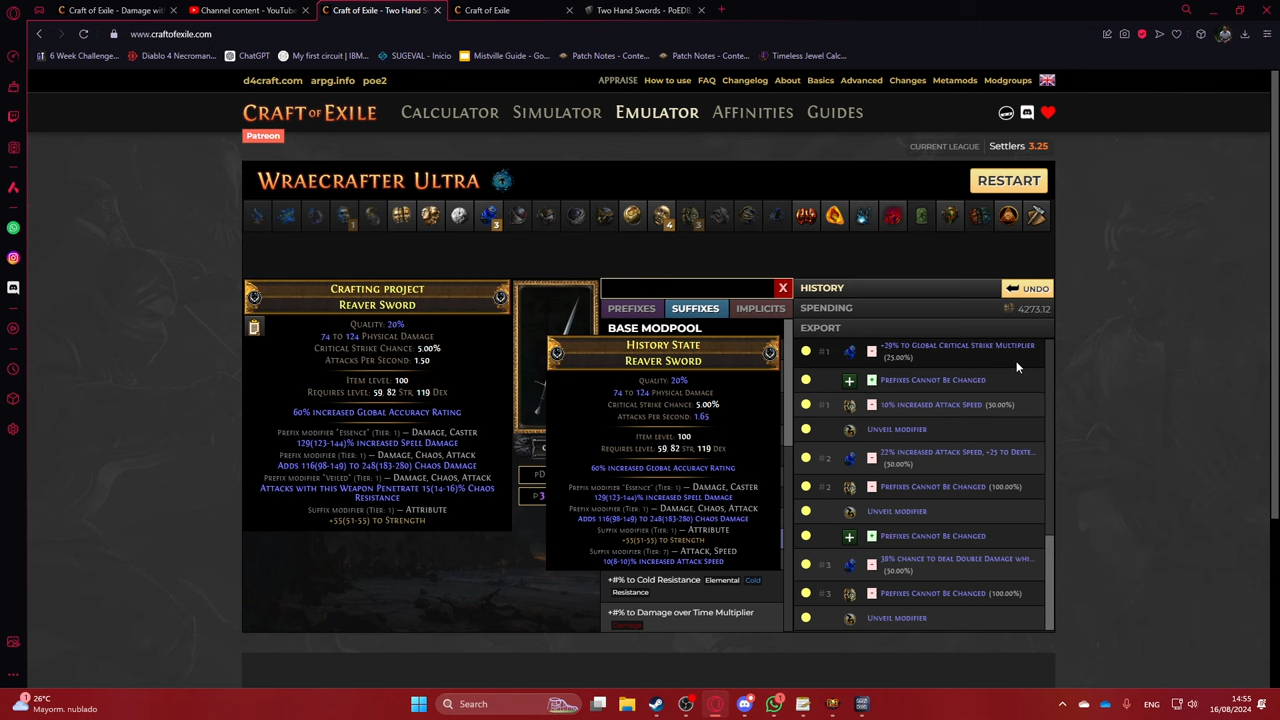 Craft of Exile - Damage wi
Channel content - YouTube
Craft of Exile - Two Hand S
Craft of Exile
Two Hand Swords - PoEDB,
www.craftofexile.com
6 Week Challenge...
Diablo 4 Necroman...
ChatGPT
My first circuit | IBM...
SUGEVAL - Inicio
Mistville Guide - Go...
Patch Notes - Conte...
Patch Notes - Conte...
Timeless Jewel Calc...
d4craft.com arpg.info poe2
APPRAISE How to use FAQ Changelog About Basics Advanced Changes Metamods Modgroups
CRAFT OF EXILE CALCULATOR SIMULATOR EMULATOR AFFINITIES GUIDES
Patreon
CURRENT LEAGUE Settlers 3.25
WRAECRAFTER ULTRA
RESTART
1 3 4 3
CRAFTING PROJECT
REAVER SWORD
QUALITY: 20%
74 TO 124 PHYSICAL DAMAGE
CRITICAL STRIKE CHANCE: 5.00%
ATTACKS PER SECOND: 1.50
ITEM LEVEL: 100
REQUIRES LEVEL: 59, 82 STR, 119 DEX
60% INCREASED GLOBAL ACCURACY RATING
PREFIX MODIFIER "ESSENCE" (TIER: 1) — DAMAGE, CASTER
129(123-144)% INCREASED SPELL DAMAGE
PREFIX MODIFIER (TIER: 1) — DAMAGE, CHAOS, ATTACK
ADDS 116(98-149) TO 248(183-280) CHAOS DAMAGE
PREFIX MODIFIER "VEILED" (TIER: 1) — DAMAGE, CHAOS, ATTACK
ATTACKS WITH THIS WEAPON PENETRATE 15(14-16)% CHAOS
RESISTANCE
SUFFIX MODIFIER (TIER: 1) — ATTRIBUTE
+55(51-55) TO STRENGTH
X
PREFIXES SUFFIXES IMPLICITS
BASE MODPOOL
HISTORY STATE
REAVER SWORD
QUALITY: 20%
74 TO 124 PHYSICAL DAMAGE
CRITICAL STRIKE CHANCE: 5.00%
ATTACKS PER SECOND: 1.65
ITEM LEVEL: 100
REQUIRES LEVEL: 59, 82 STR, 119 DEX
60% INCREASED GLOBAL ACCURACY RATING
PREFIX MODIFIER "ESSENCE" (TIER: 1) — DAMAGE, CASTER
129(123-144)% INCREASED SPELL DAMAGE
PREFIX MODIFIER (TIER: 1) — DAMAGE, CHAOS, ATTACK
ADDS 116(98-149) TO 248(183-280) CHAOS DAMAGE
SUFFIX MODIFIER (TIER: 1) — ATTRIBUTE
+55(51-55) TO STRENGTH
SUFFIX MODIFIER (TIER: 7) — ATTACK, SPEED
10(8-10)% INCREASED ATTACK SPEED
+#% to Cold Resistance Elemental Cold
Resistance
+#% to Damage over Time Multiplier
Damage
HISTORY
UNDO
SPENDING
4273.12
EXPORT
#1 - +29% TO GLOBAL CRITICAL STRIKE MULTIPLIER
(25.00%)
+ + PREFIXES CANNOT BE CHANGED
#1 - 10% INCREASED ATTACK SPEED (50.00%)
UNVEIL MODIFIER
#2 - 22% INCREASED ATTACK SPEED, +25 TO DEXTE...
(50.00%)
#2 - PREFIXES CANNOT BE CHANGED (100.00%)
UNVEIL MODIFIER
+ + PREFIXES CANNOT BE CHANGED
#3 - 38% CHANCE TO DEAL DOUBLE DAMAGE WHI...
(50.00%)
#3 - PREFIXES CANNOT BE CHANGED (100.00%)
UNVEIL MODIFIER
26°C
Mayorm. nublado
Search
ENG
14:55
16/08/2024